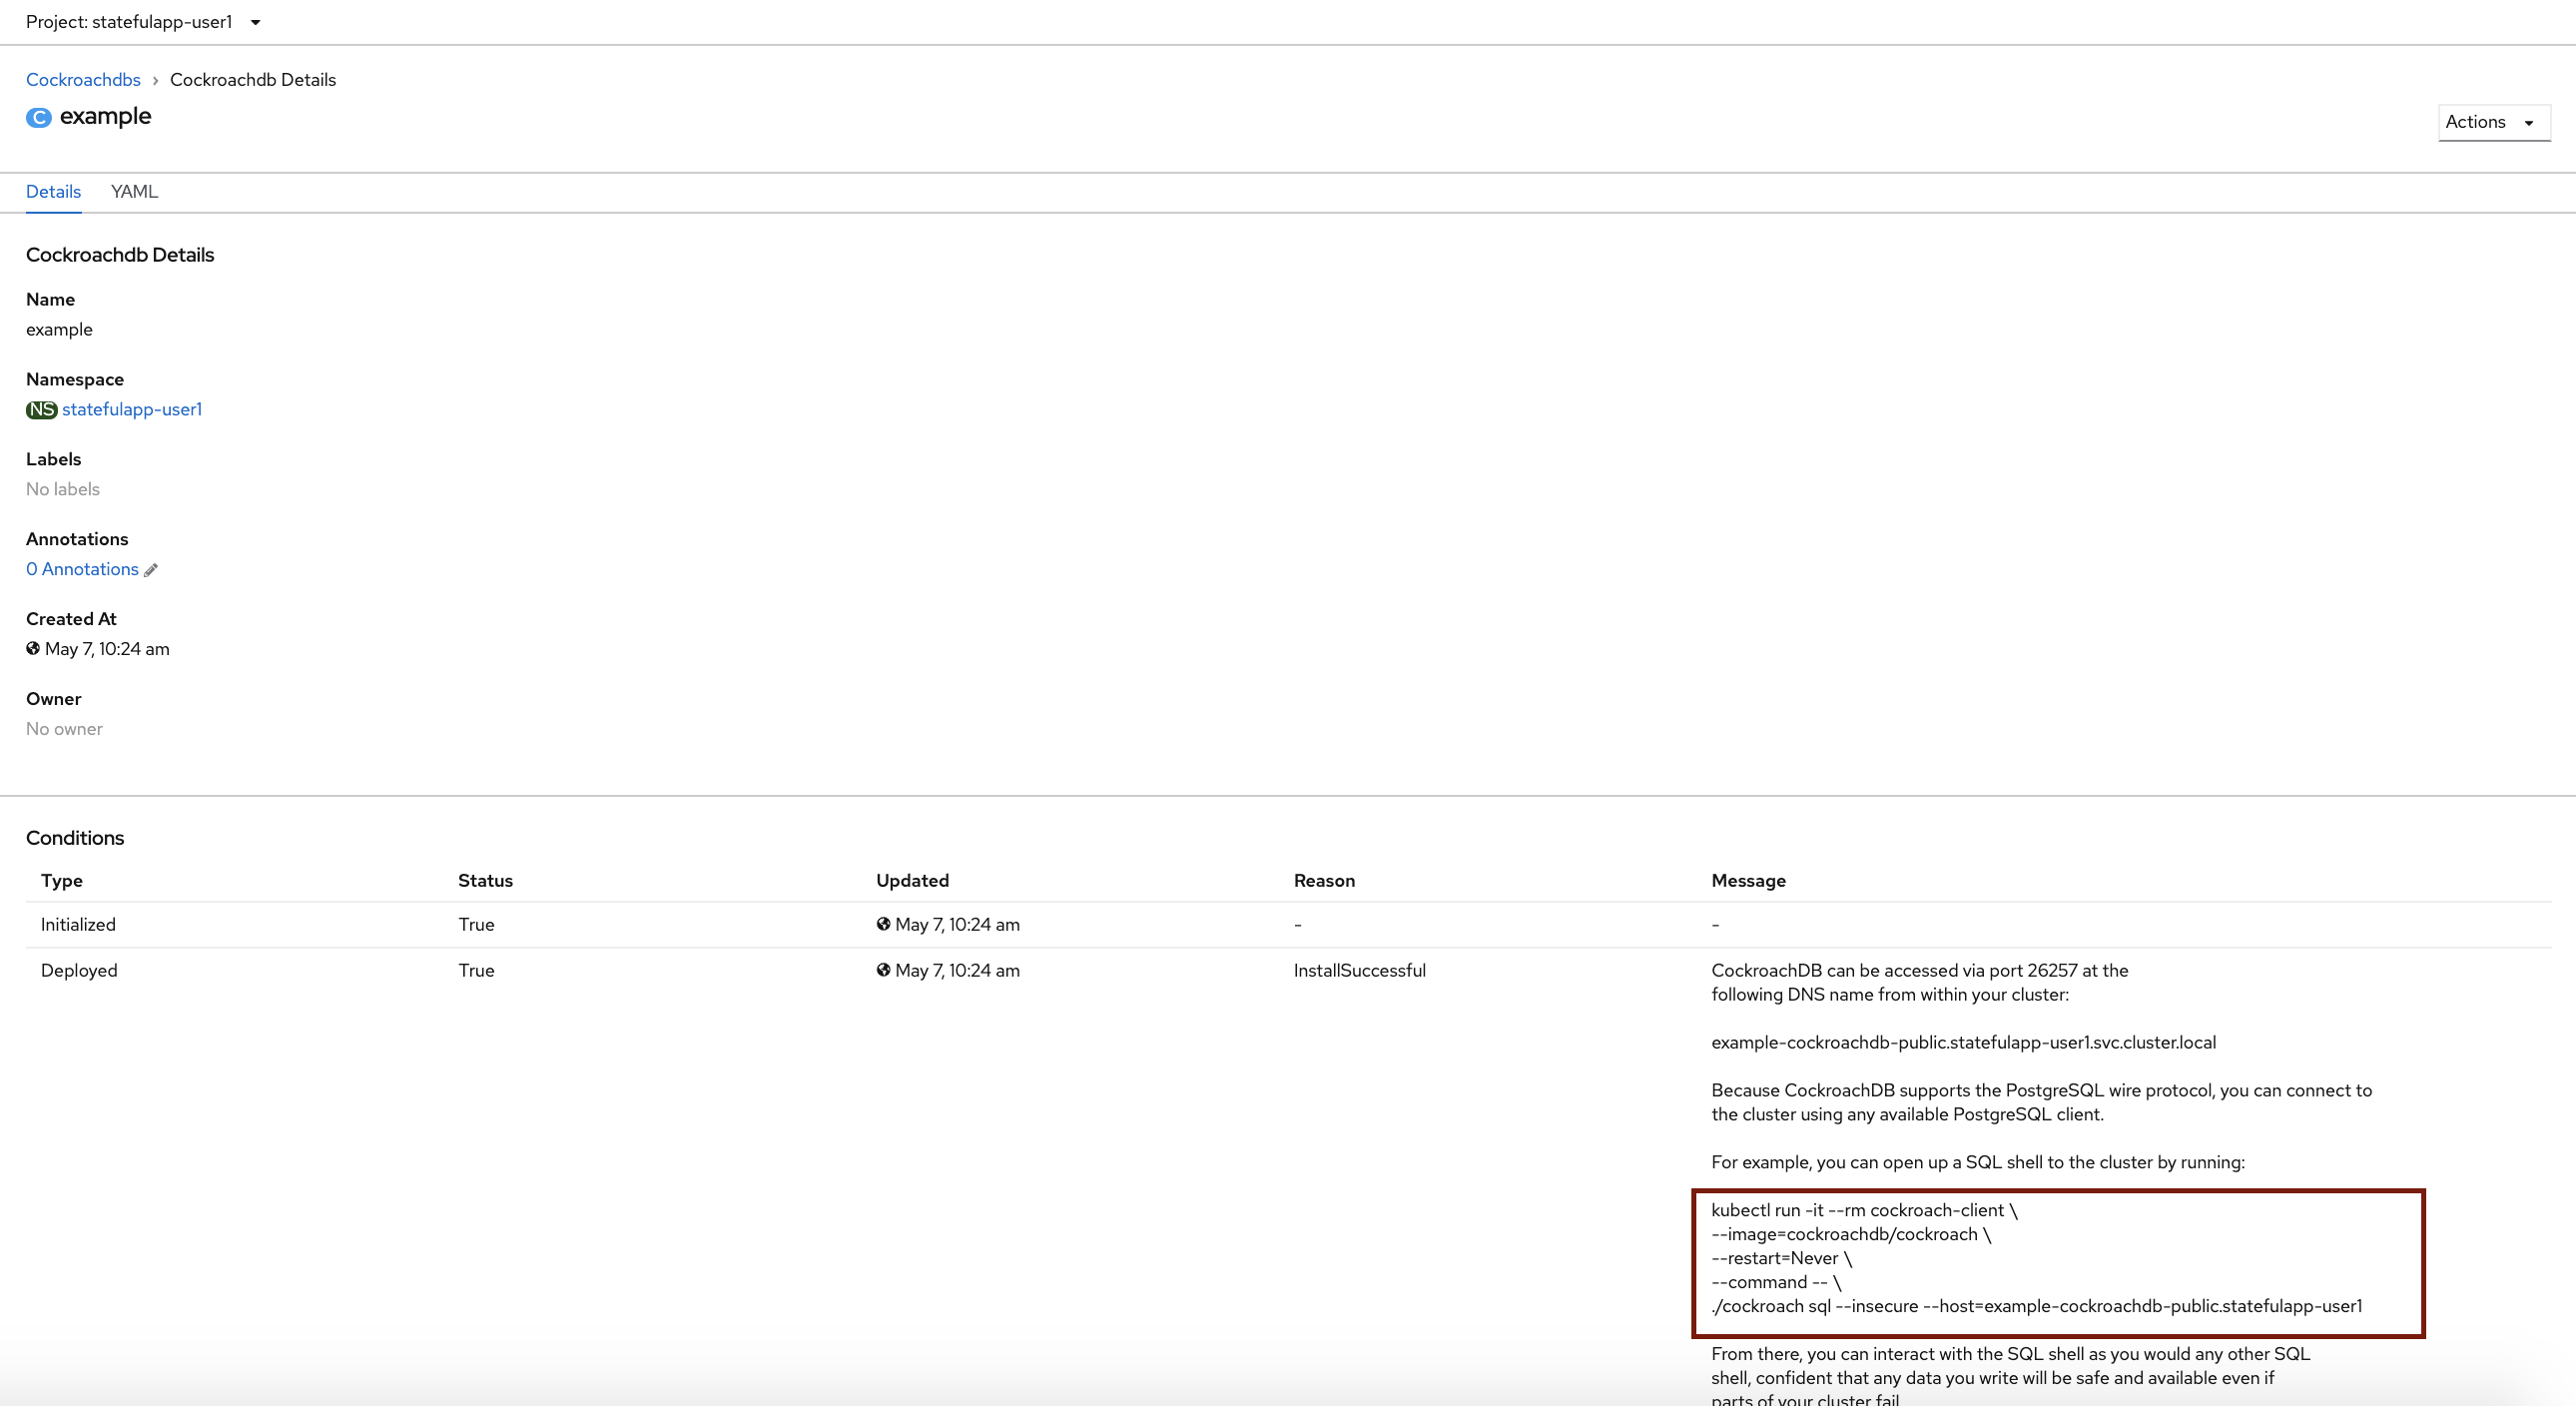 Project: statefulapp-user1
Cockroachdbs › Cockroachdb Details
C example
Actions
Details YAML
Cockroachdb Details
Name
example
Namespace
NS statefulapp-user1
Labels
No labels
Annotations
0 Annotations
Created At
May 7, 10:24 am
Owner
No owner
Conditions
Type Status Updated Reason Message
Initialized True May 7, 10:24 am - -
Deployed True May 7, 10:24 am InstallSuccessful CockroachDB can be accessed via port 26257 at the
following DNS name from within your cluster:
example-cockroachdb-public.statefulapp-user1.svc.cluster.local
Because CockroachDB supports the PostgreSQL wire protocol, you can connect to
the cluster using any available PostgreSQL client.
For example, you can open up a SQL shell to the cluster by running:
kubectl run -it --rm cockroach-client \
--image=cockroachdb/cockroach \
--restart=Never \
--command -- \
./cockroach sql --insecure --host=example-cockroachdb-public.statefulapp-user1
From there, you can interact with the SQL shell as you would any other SQL
shell, confident that any data you write will be safe and available even if
parts of your cluster fail